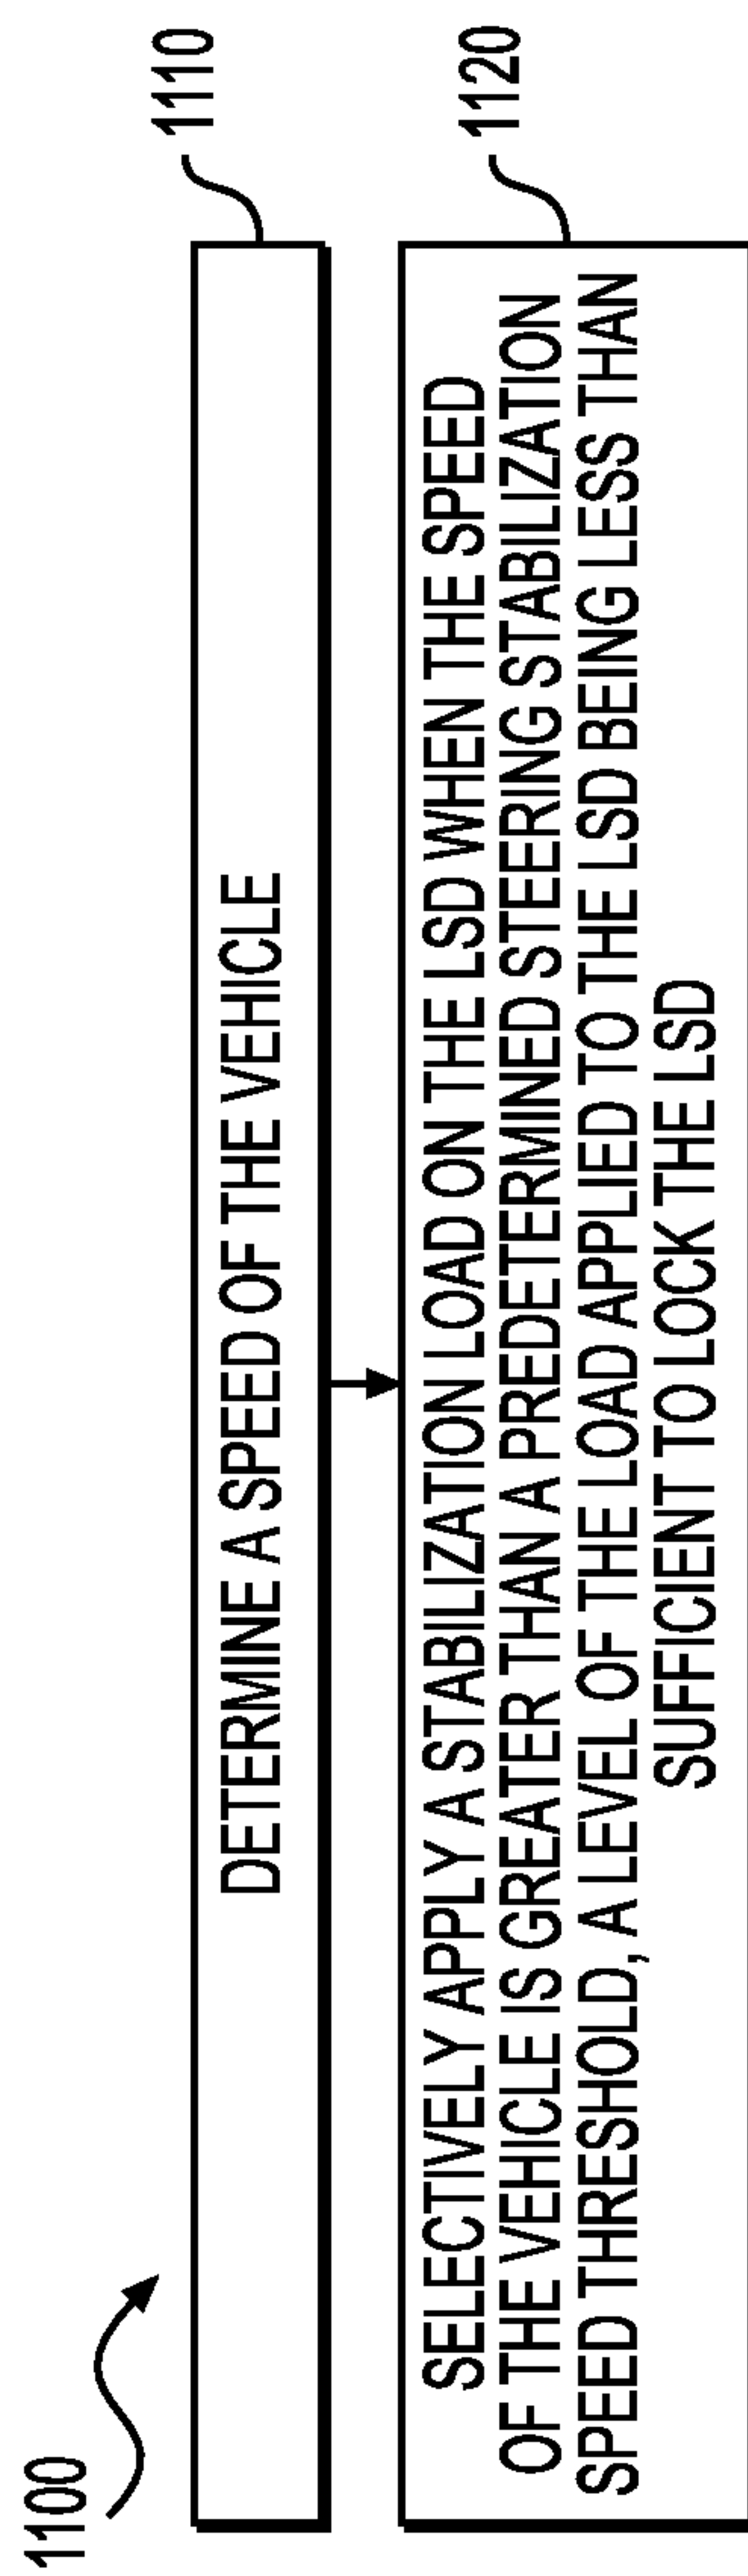 1100
1110
DETERMINE A SPEED OF THE VEHICLE
1120
SELECTIVELY APPLY A STABILIZATION LOAD ON THE LSD WHEN THE SPEED
OF THE VEHICLE IS GREATER THAN A PREDETERMINED STEERING STABILIZATION
SPEED THRESHOLD, A LEVEL OF THE LOAD APPLIED TO THE LSD BEING LESS THAN
SUFFICIENT TO LOCK THE LSD